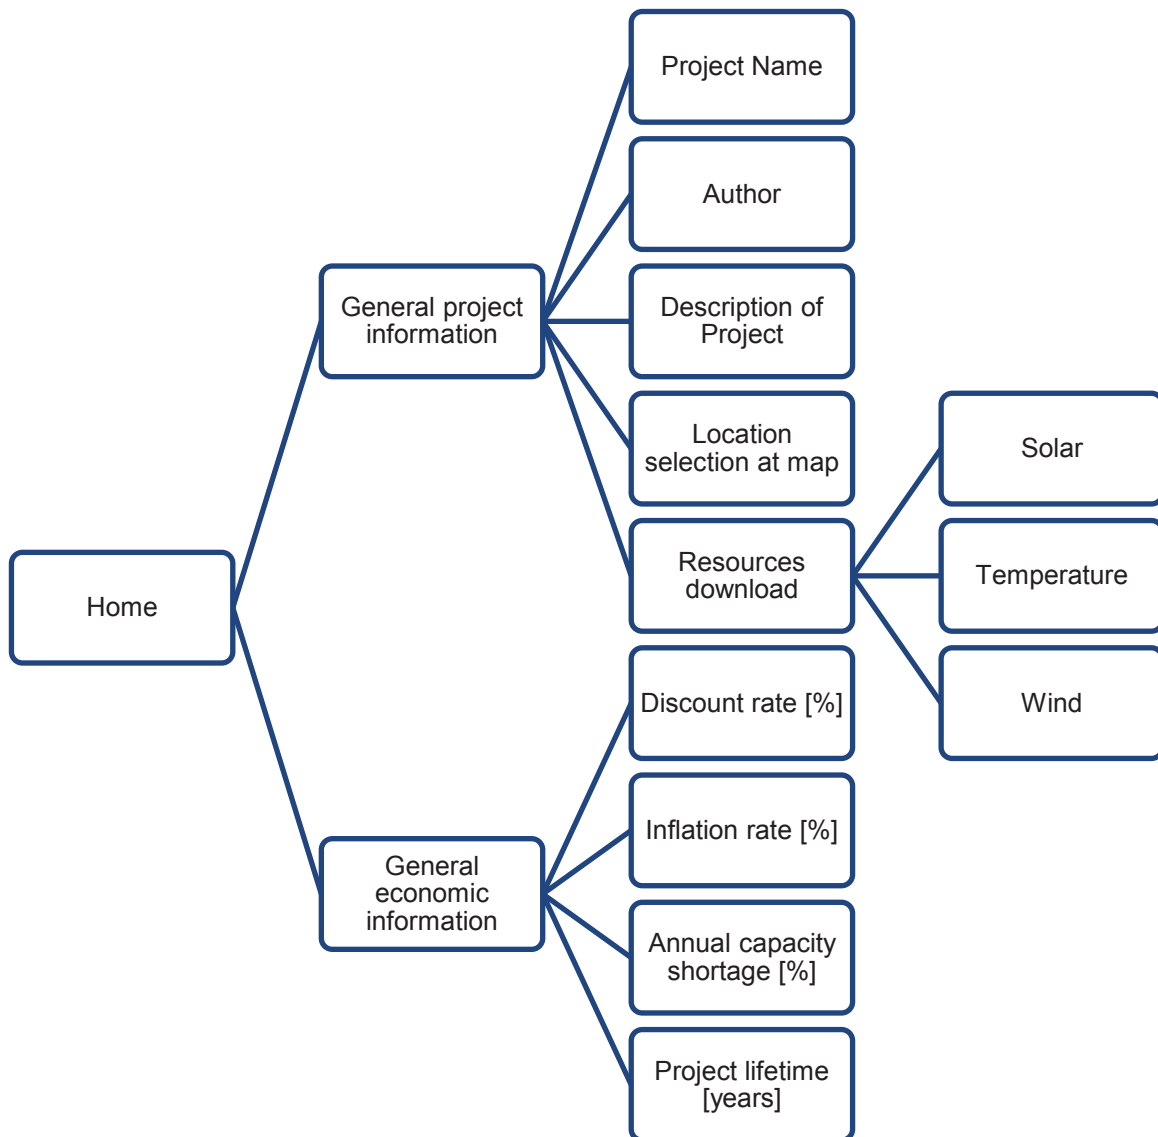 Project Name
Author
General project
information
Description of
Project
Location
selection at map
Solar
Home
Resources
download
Temperature
Discount rate [%]
Wind
Inflation rate [%]
General
economic
information
Annual capacity
shortage [%]
Project lifetime
[years]